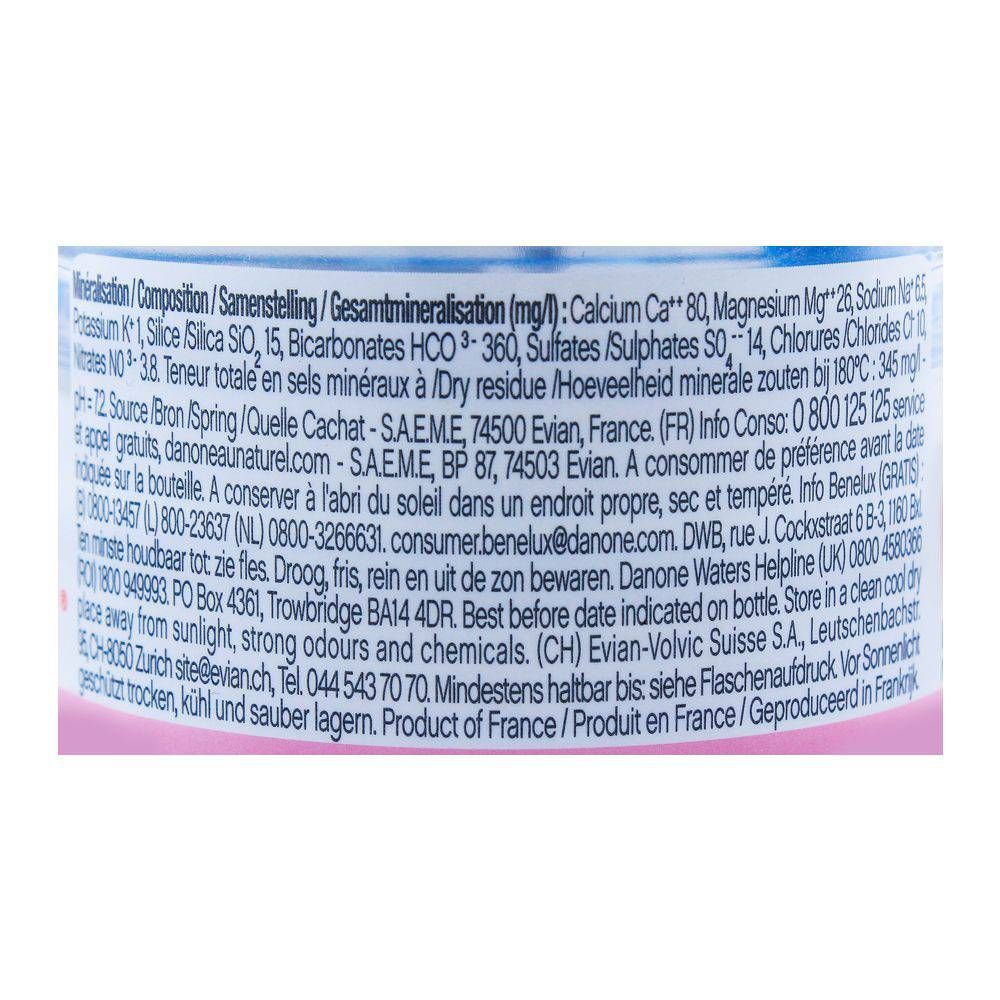 Minéralisation / Composition / Samenstelling / Gesamtmineralisation (mg/l) : Calcium Ca++ 80, Magnesium Mg++ 26, Sodium Na+ 6.5,
Potassium K+ 1, Silice /Silica SiO2 15, Bicarbonates HCO 3- 360, Sulfates /Sulphates SO4-- 14, Chlorures /Chlorides Cl- 10,
Nitrates NO 3- 3.8. Teneur totale en sels minéraux à /Dry residue /Hoeveelheid minerale zouten bij 180°C : 345 mg/l -
pH = 7.2. Source /Bron /Spring / Quelle Cachat - S.A.E.M.E, 74500 Evian, France. (FR) Info Conso: 0 800 125 125 service
et appel gratuits, danoneaunaturel.com - S.A.E.M.E, BP 87, 74503 Evian. A consommer de préférence avant la date
indiquée sur la bouteille. A conserver à l'abri du soleil dans un endroit propre, sec et tempéré. Info Benelux (GRATIS) :
(B) 0800-13457 (L) 800-23637 (NL) 0800-3266631. consumer.benelux@danone.com. DWB, rue J. Cockxstraat 6 B-3, 1160 Bxl.
Ten minste houdbaar tot: zie fles. Droog, fris, rein en uit de zon bewaren. Danone Waters Helpline (UK) 0800 4580366
(ROI) 1800 949993. PO Box 4361, Trowbridge BA14 4DR. Best before date indicated on bottle. Store in a clean cool dry
place away from sunlight, strong odours and chemicals. (CH) Evian-Volvic Suisse S.A., Leutschenbachstr.
35, CH-8050 Zurich site@evian.ch, Tel. 044 543 70 70. Mindestens haltbar bis: siehe Flaschenaufdruck. Vor Sonnenlicht
geschützt trocken, kühl und sauber lagern. Product of France / Produit en France / Geproduceerd in Frankrijk.